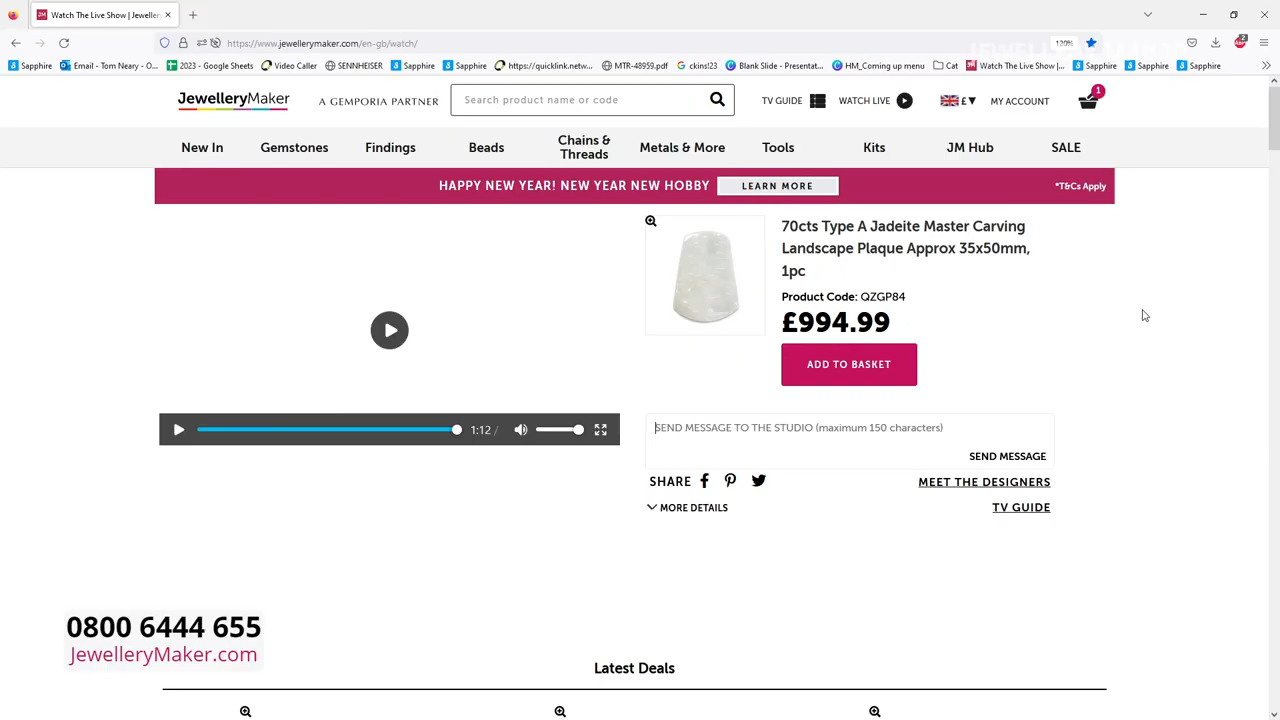 Watch The Live Show | Jeweller
https://www.jewellerymaker.com gb/watch/
120%
2
Sapphire
Email - Tom Neary - O...
2023 - Google Sheets
Video Caller
SENNHEISER
Sapphire
Sapphire
https://quicklink.netw...
MTR-48959.pdf
ckins!23
Blank Slide - Presentat...
HM_Coming up menu
Cat
Watch The Live Show |...
Sapphire
Sapphire
Sapphire
JewelleryMaker
A GEMPORIA PARTNER
Search product name or code
TV GUIDE
WATCH LIVE
£
MY ACCOUNT
1
New In
Gemstones
Findings
Beads
Chains &
Threads
Metals & More
Tools
Kits
JM Hub
SALE
HAPPY NEW YEAR! NEW YEAR NEW HOBBY
LEARN MORE
*T&Cs Apply
70cts Type A Jadeite Master Carving
Landscape Plaque Approx 35x50mm,
1pc
Product Code: QZGP84
£994.99
ADD TO BASKET
1:12 /
SEND MESSAGE TO THE STUDIO (maximum 150 characters)
SEND MESSAGE
SHARE
MEET THE DESIGNERS
MORE DETAILS
TV GUIDE
0800 6444 655
JewelleryMaker.com
Latest Deals